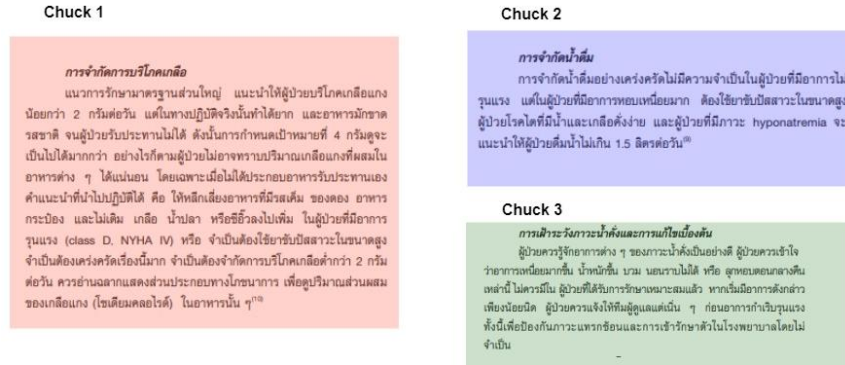 Chuck 1
การจำกัดการบริโภคเกลือ
แนวการรักษามาตรฐานส่วนใหญ่ แนะนำให้ผู้ป่วยบริโภคเกลือแกง
น้อยกว่า 2 กรัมต่อวัน แต่ในทางปฏิบัติจริงนั้นทำได้ยาก และอาหารมักขาด
รสชาติ จนผู้ป่วยรับประทานไม่ได้ ดังนั้นการกำหนดเป้าหมายที่ 4 กรัมดูจะ
เป็นไปได้มากกว่า อย่างไรก็ตามผู้ป่วยไม่อาจทราบปริมาณเกลือแกงที่ผสมใน
อาหารต่าง ๆ ได้แน่นอน โดยเฉพาะเมื่อไม่ได้ประกอบอาหารรับประทานเอง
คำแนะนำที่นำไปปฏิบัติได้ คือ ให้หลีกเลี่ยงอาหารที่มีรสเค็ม ของดอง อาหาร
กระป๋อง และไม่เติม เกลือ น้ำปลา หรือซีอิ๊วลงไปเพิ่ม ในผู้ป่วยที่มีอาการ
รุนแรง (class D, NYHA IV) หรือ จำเป็นต้องใช้ยาขับปัสสาวะในขนาดสูง
จำเป็นต้องเคร่งครัดเรื่องนี้มาก จำเป็นต้องจำกัดการบริโภคเกลือต่ำกว่า 2 กรัม
ต่อวัน ควรอ่านฉลากแสดงส่วนประกอบทางโภชนาการ เพื่อดูปริมาณส่วนผสม
ของเกลือแกง (โซเดียมคลอไรด์) ในอาหารนั้น ๆ⁽¹⁰⁾
Chuck 2
การจำกัดน้ำดื่ม
การจำกัดน้ำดื่มอย่างเคร่งครัดไม่มีความจำเป็นในผู้ป่วยที่มีอาการไม่
รุนแรง แต่ในผู้ป่วยที่มีอาการหอบเหนื่อยมาก ต้องใช้ยาขับปัสสาวะในขนาดสูง
ผู้ป่วยโรคไตที่มีน้ำและเกลือคั่งง่าย และผู้ป่วยที่มีภาวะ hyponatremia จะ
แนะนำให้ผู้ป่วยดื่มน้ำไม่เกิน 1.5 ลิตรต่อวัน⁽⁹⁾
Chuck 3
การเฝ้าระวังภาวะน้ำคั่งและการแก้ไขเบื้องต้น
ผู้ป่วยควรรู้จักอาการต่าง ๆ ของภาวะน้ำคั่งเป็นอย่างดี ผู้ป่วยควรเข้าใจ
ว่าอาการเหนื่อยมากขึ้น น้ำหนักขึ้น บวม นอนราบไม่ได้ หรือ ลุกหอบตอนกลางคืน
เหล่านี้ ไม่ควรมีใน ผู้ป่วยที่ได้รับการรักษาเหมาะสมแล้ว หากเริ่มมีอาการดังกล่าว
เพียงน้อยนิด ผู้ป่วยควรแจ้งให้ทีมผู้ดูแลแต่เนิ่น ๆ ก่อนอาการกำเริบรุนแรง
ทั้งนี้เพื่อป้องกันภาวะแทรกซ้อนและการเข้ารักษาตัวในโรงพยาบาลโดยไม่
จำเป็น